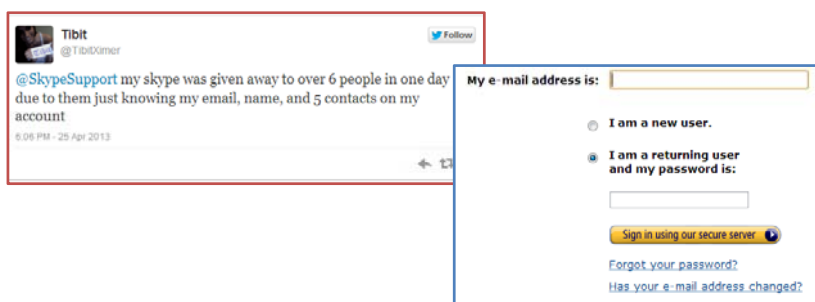 Tibit
@TibitXimer
Follow
@SkypeSupport my skype was given away to over 6 people in one day
due to them just knowing my email, name, and 5 contacts on my
account
6:06 PM - 25 Apr 2013
My e-mail address is:
I am a new user.
I am a returning user
and my password is:
Sign in using our secure server
Forgot your password?
Has your e-mail address changed?